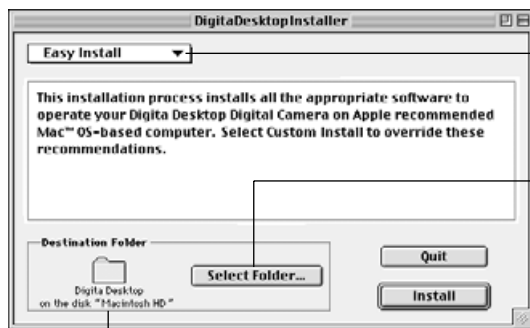 DigitaDesktopInstaller
Easy Install
This installation process installs all the appropriate software to
operate your Digita Desktop Digital Camera on Apple recommended
Mac™ OS-based computer. Select Custom Install to override these
recommendations.
Destination Folder
Digita Desktop
on the disk "Macintosh HD"
Select Folder...
Quit
Install